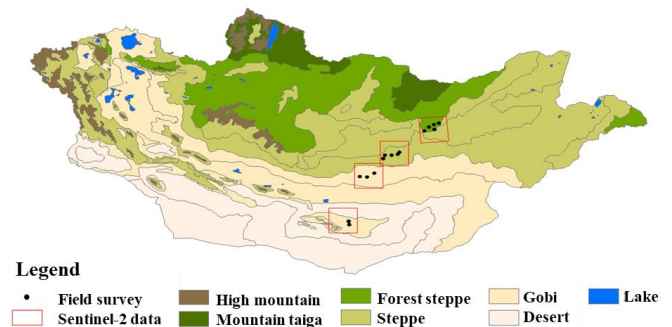 Legend
Field survey High mountain Forest steppe Gobi Lake
Sentinel-2 data Mountain taiga Steppe Desert